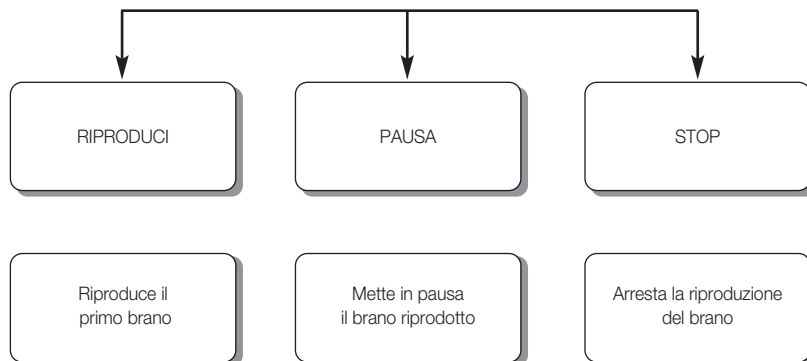 RIPRODUCI
PAUSA
STOP
Riproduce il
primo brano
Mette in pausa
il brano riprodotto
Arresta la riproduzione
del brano